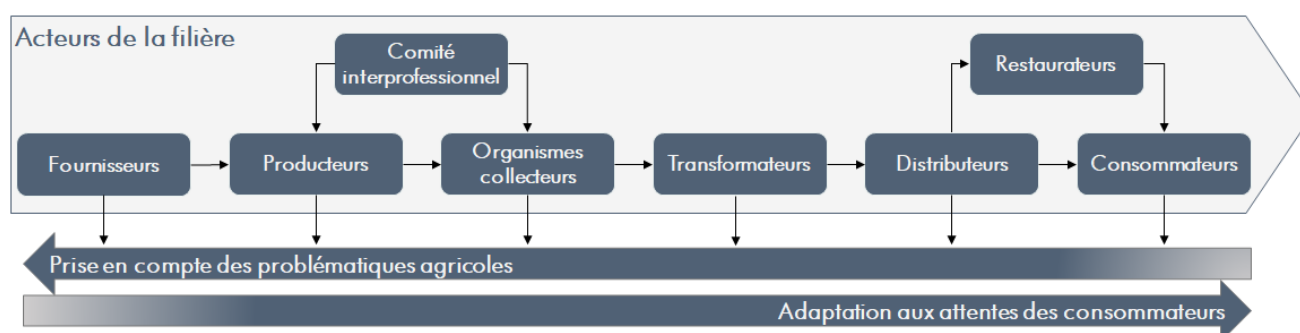 Acteurs de la filière
Comité
interprofessionnel
Restaurateurs
Fournisseurs
Producteurs
Organismes
collecteurs
Transformateurs
Distributeurs
Consommateurs
Prise en compte des problématiques agricoles
Adaptation aux attentes des consommateurs